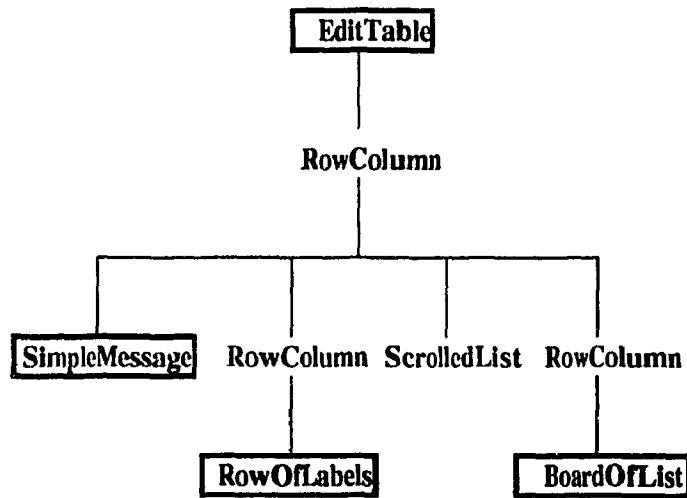 EditTable
RowColumn
SimpleMessage RowColumn ScrolledList RowColumn
RowOfLabels BoardOfList